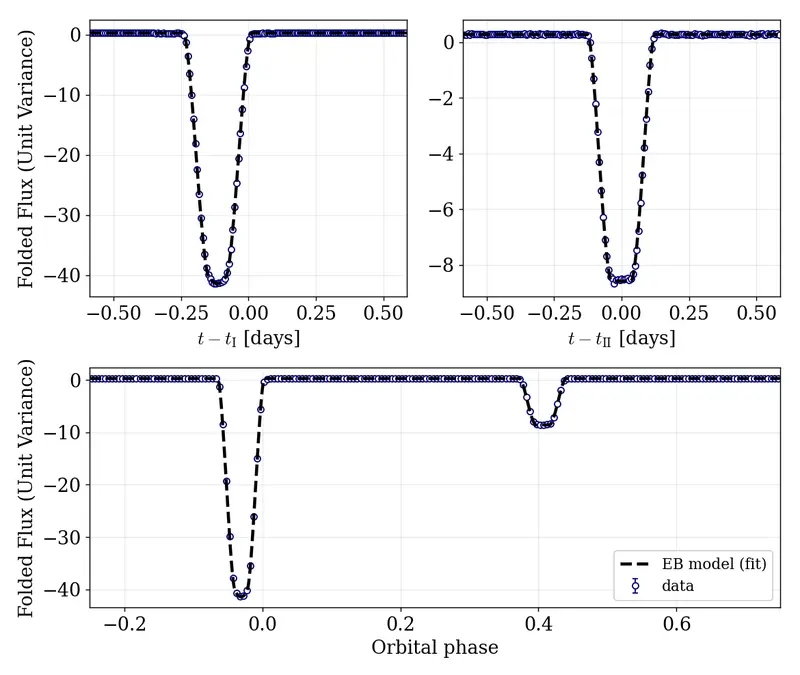 Folded Flux (Unit Variance)
0
−10
−20
−30
−40
−0.50 −0.25 0.00 0.25 0.50
t − tI [days]
0
−2
−4
−6
−8
−0.50 −0.25 0.00 0.25 0.50
t − tII [days]
Folded Flux (Unit Variance)
0
−10
−20
−30
−40
EB model (fit)
data
−0.2 0.0 0.2 0.4 0.6
Orbital phase